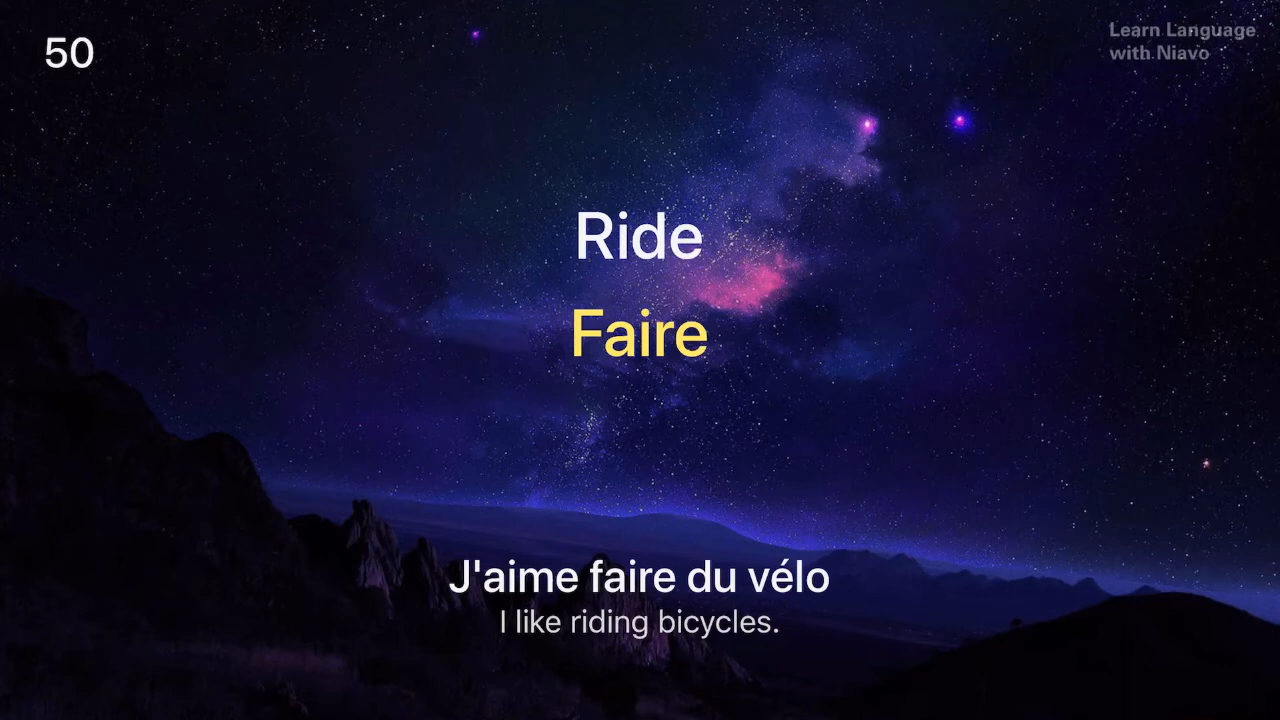 50
Learn Language
with Niavo
Ride
Faire
J'aime faire du vélo
I like riding bicycles.